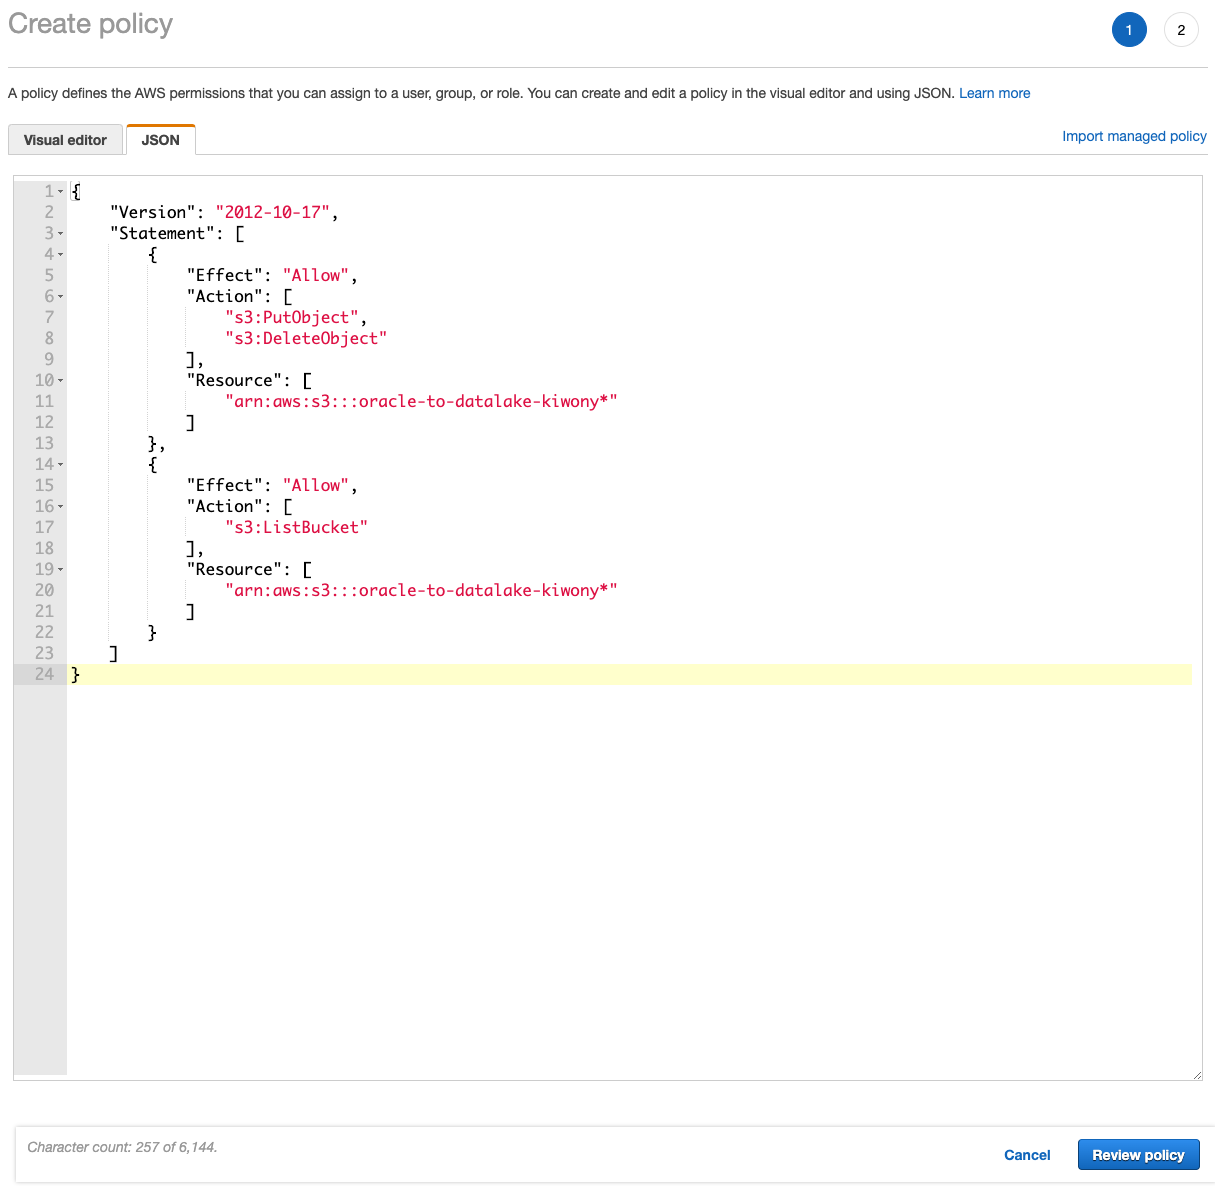 Create policy
1
2
A policy defines the AWS permissions that you can assign to a user, group, or role. You can create and edit a policy in the visual editor and using JSON. Learn more
Visual editor
JSON
Import managed policy
1 {
2     "Version": "2012-10-17",
3     "Statement": [
4         {
5             "Effect": "Allow",
6             "Action": [
7                 "s3:PutObject",
8                 "s3:DeleteObject"
9             ],
10             "Resource": [
11                 "arn:aws:s3:::oracle-to-datalake-kiwony*"
12             ]
13         },
14         {
15             "Effect": "Allow",
16             "Action": [
17                 "s3:ListBucket"
18             ],
19             "Resource": [
20                 "arn:aws:s3:::oracle-to-datalake-kiwony*"
21             ]
22         }
23     ]
24 }
Character count: 257 of 6,144.
Cancel
Review policy